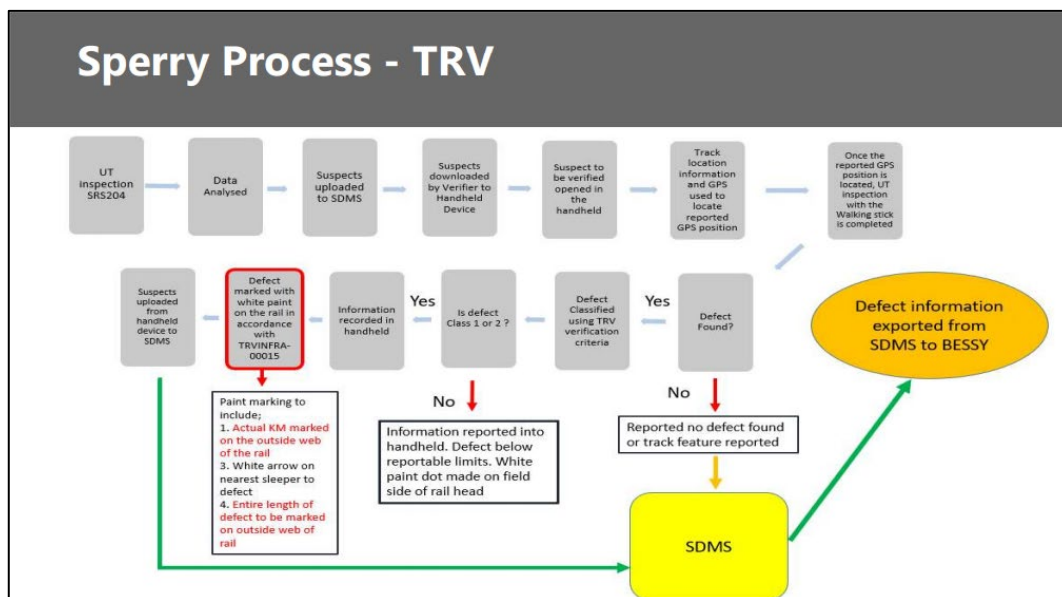 Sperry Process - TRV
UT
inspection
SRS204
Data
Analysed
Suspects
uploaded
to SDMS
Suspects
downloaded
by Verifier to
Handheld
Device
Suspect to
be verified
opened in
the
handheld
Track
location
information
and GPS
used to
locate
reported
GPS position
Once the
reported GPS
position is
located, UT
inspection
with the
Walking stick
is completed
Suspects
uploaded
from
handheld
device to
SDMS
Defect
marked with
white paint
on the rail in
accordance
with
TRVINFRA-
00015
Information
recorded in
handheld
Yes
Is defect
Class 1 or 2 ?
Defect
Classified
using TRV
verification
criteria
Yes
Defect
Found?
Defect information
exported from
SDMS to BESSY
Paint marking to
include;
1. Actual KM marked
on the outside web
of the rail
3. White arrow on
nearest sleeper to
defect
4. Entire length of
defect to be marked
on outside web of
rail
No
Information reported into
handheld. Defect below
reportable limits. White
paint dot made on field
side of rail head
No
Reported no defect found
or track feature reported
SDMS